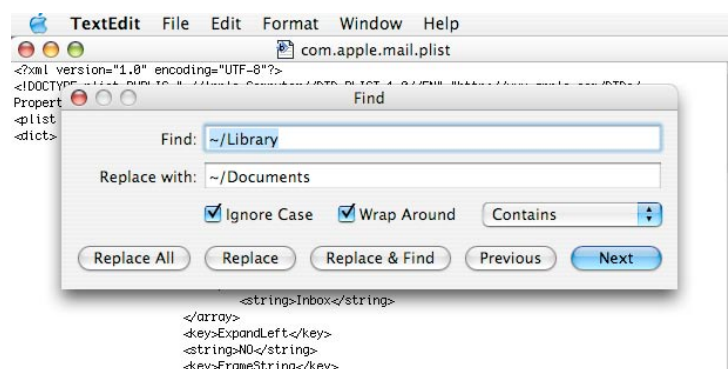 TextEdit File Edit Format Window Help
com.apple.mail.plist
<?xml version="1.0" encoding="UTF-8"?>
Find
<plist
<dict>
Find: ~/Library
Replace with: ~/Documents
Ignore Case Wrap Around Contains
Replace All Replace Replace & Find Previous Next
<string>Inbox</string>
</array>
<key>ExpandLeft</key>
<string>NO</string>
<key>FrameString</key>